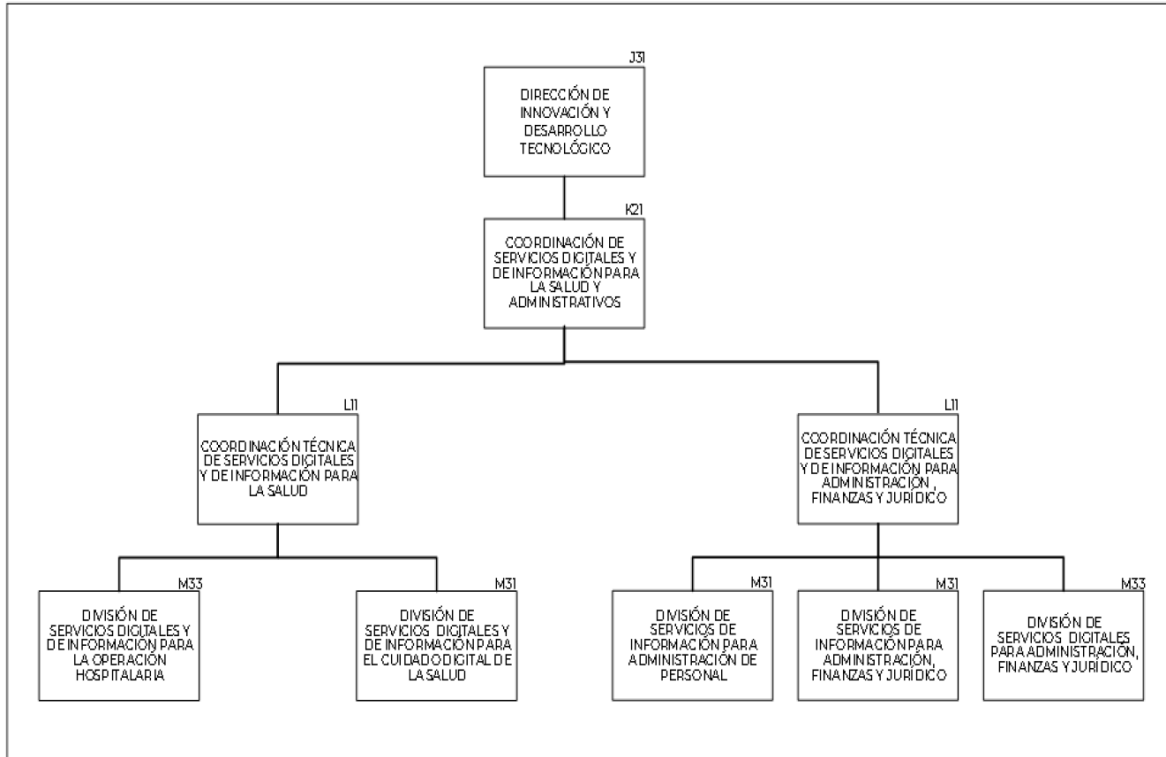 J31
DIRECCIÓN DE
INNOVACIÓN Y
DESARROLLO
TECNOLÓGICO
K21
COORDINACIÓN DE
SERVICIOS DIGITALES Y
DE INFORMACIÓN PARA
LA SALUD Y
ADMINISTRATIVOS
L11
COORDINACIÓN TÉCNICA
DE SERVICIOS DIGITALES
Y DE INFORMACIÓN PARA
LA SALUD
L11
COORDINACIÓN TÉCNICA
DE SERVICIOS DIGITALES
Y DE INFORMACIÓN PARA
ADMINISTRACIÓN,
FINANZAS Y JURÍDICO
M33
DIVISIÓN DE
SERVICIOS DIGITALES Y
DE INFORMACIÓN PARA
LA OPERACIÓN
HOSPITALARIA
M31
DIVISIÓN DE
SERVICIOS DIGITALES Y
DE INFORMACIÓN PARA
EL CUIDADO DIGITAL DE
LA SALUD
M31
DIVISIÓN DE
SERVICIOS DE
INFORMACIÓN PARA
ADMINISTRACIÓN DE
PERSONAL
M31
DIVISIÓN DE
SERVICIOS DE
INFORMACIÓN PARA
ADMINISTRACIÓN,
FINANZAS Y JURÍDICO
M33
DIVISIÓN DE
SERVICIOS DIGITALES
PARA ADMINISTRACIÓN,
FINANZAS Y JURÍDICO